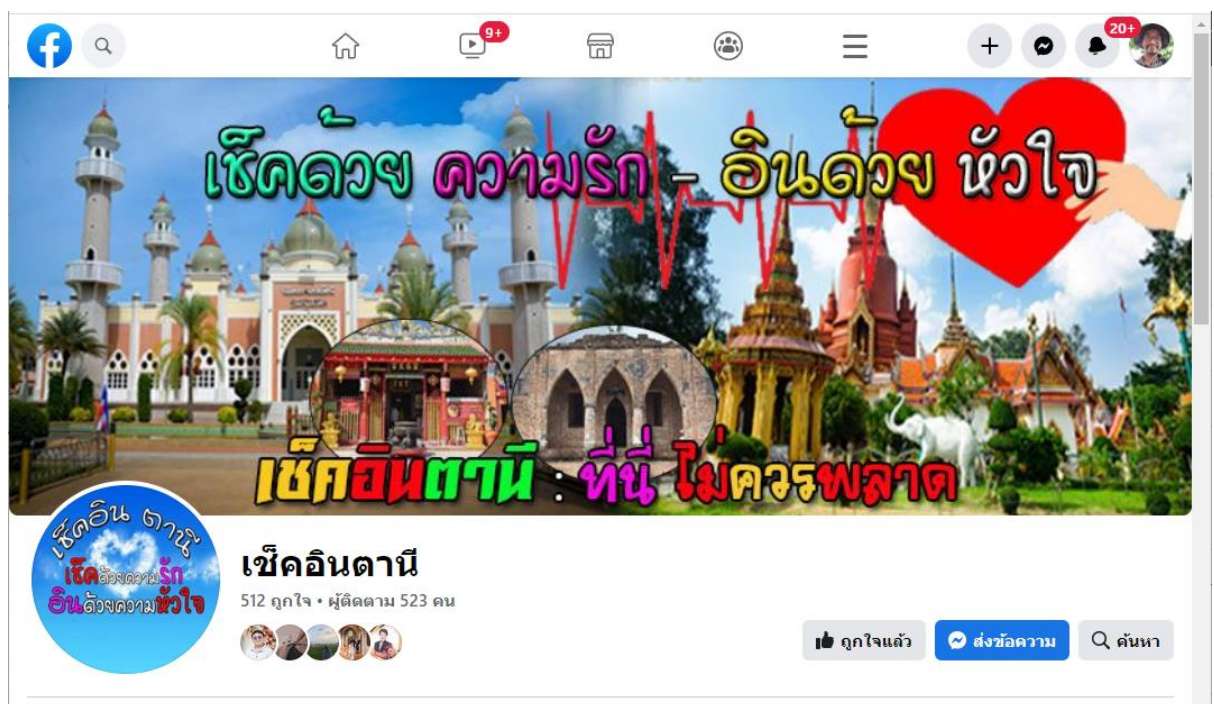 9+
20+
เช็คด้วย ความรัก - อินด้วย หัวใจ
เช็คอินตานี : ที่นี่ ไม่ควรพลาด
เช็คอิน ตานี
เช็คด้วยความรัก
อินด้วยความหัวใจ
เช็คอินตานี
512 ถูกใจ • ผู้ติดตาม 523 คน
ถูกใจแล้ว
ส่งข้อความ
ค้นหา